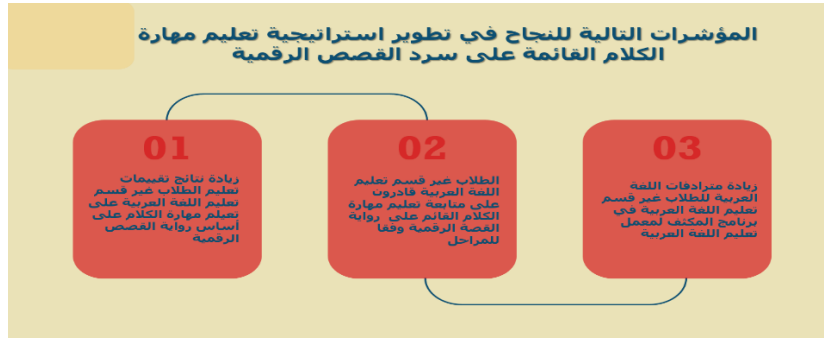 المؤشرات التالية للنجاح في تطوير استراتيجية تعليم مهارة
الكلام القائمة على سرد القصص الرقمية
01
زيادة نتائج تقييمات
تعليم الطلاب غير قسم
تعليم اللغة العربية على
تعيلم مهارة الكلام على
أساس رواية القصص
الرقمية
02
الطلاب غير قسم تعليم
اللغة العربية قادرون
على متابعة تعليم مهارة
الكلام القائم على رواية
القصة الرقمية وفقا
للمراحل
03
زيادة مترادفات اللغة
العربية للطلاب غير قسم
تعليم اللغة العربية في
برنامج المكثف لمعمل
تعليم اللغة العربية